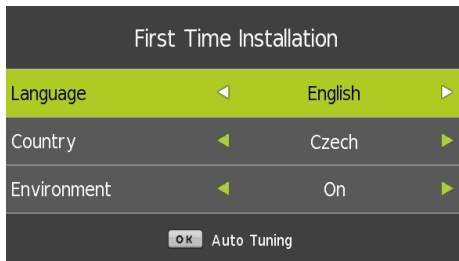 First Time Installation
Language English
Country Czech
Environment On
OK Auto Tuning